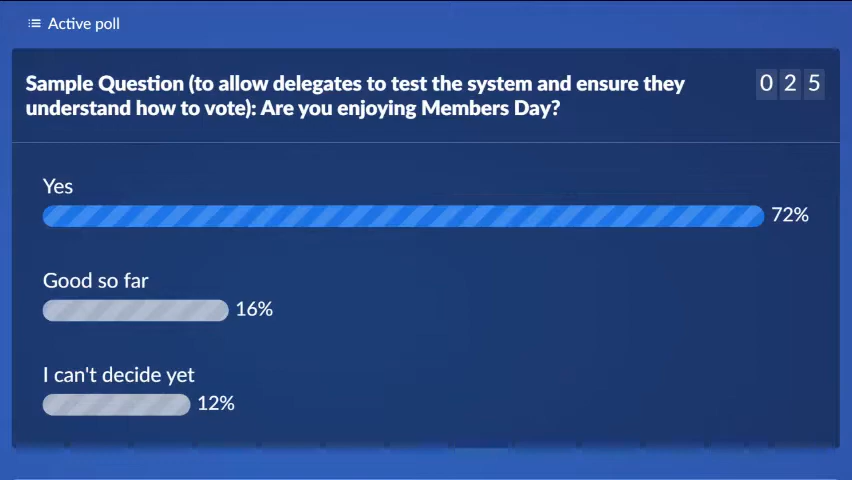 Active poll
Sample Question (to allow delegates to test the system and ensure they
understand how to vote): Are you enjoying Members Day?
0 2 5
Yes
72%
Good so far
16%
I can't decide yet
12%